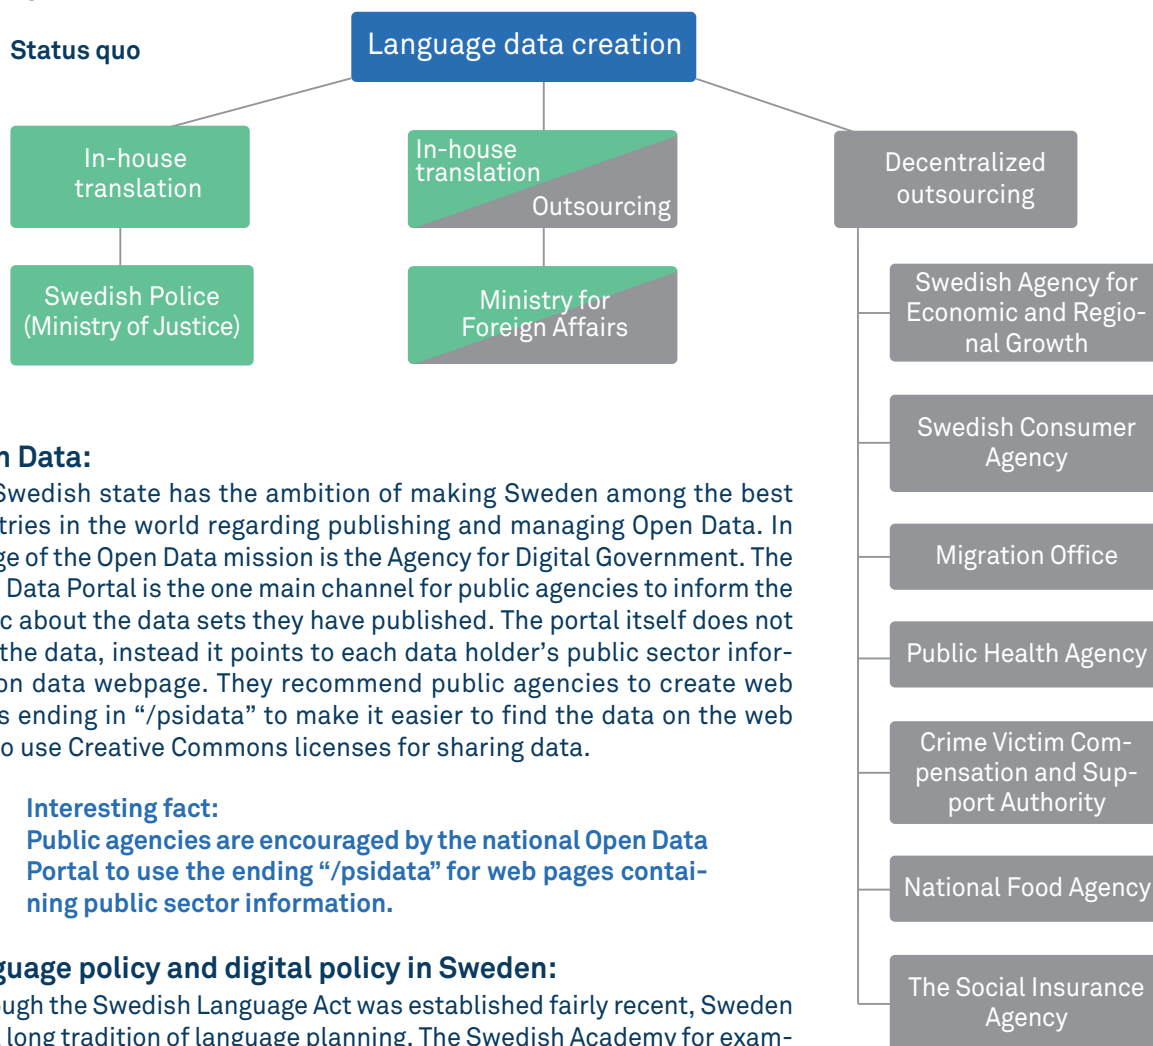 Status quo
Language data creation
In-house
translation
In-house
translation
Outsourcing
Decentralized
outsourcing
Swedish Police
(Ministry of Justice)
Ministry for
Foreign Affairs
Swedish Agency for
Economic and Regio-
nal Growth
Swedish Consumer
Agency
Migration Office
Public Health Agency
Crime Victim Com-
pensation and Sup-
port Authority
National Food Agency
The Social Insurance
Agency
Data:
Swedish state has the ambition of making Sweden among the best
in the world regarding publishing and managing Open Data. In
of the Open Data mission is the Agency for Digital Government. The
Data Portal is the one main channel for public agencies to inform the
about the data sets they have published. The portal itself does not
the data, instead it points to each data holder's public sector infor-
data webpage. They recommend public agencies to create web
ending in “/psidata” to make it easier to find the data on the web
to use Creative Commons licenses for sharing data.
Interesting fact:
Public agencies are encouraged by the national Open Data
Portal to use the ending “/psidata” for web pages contai-
ning public sector information.
policy and digital policy in Sweden:
the Swedish Language Act was established fairly recent, Sweden
long tradition of language planning. The Swedish Academy for exam-